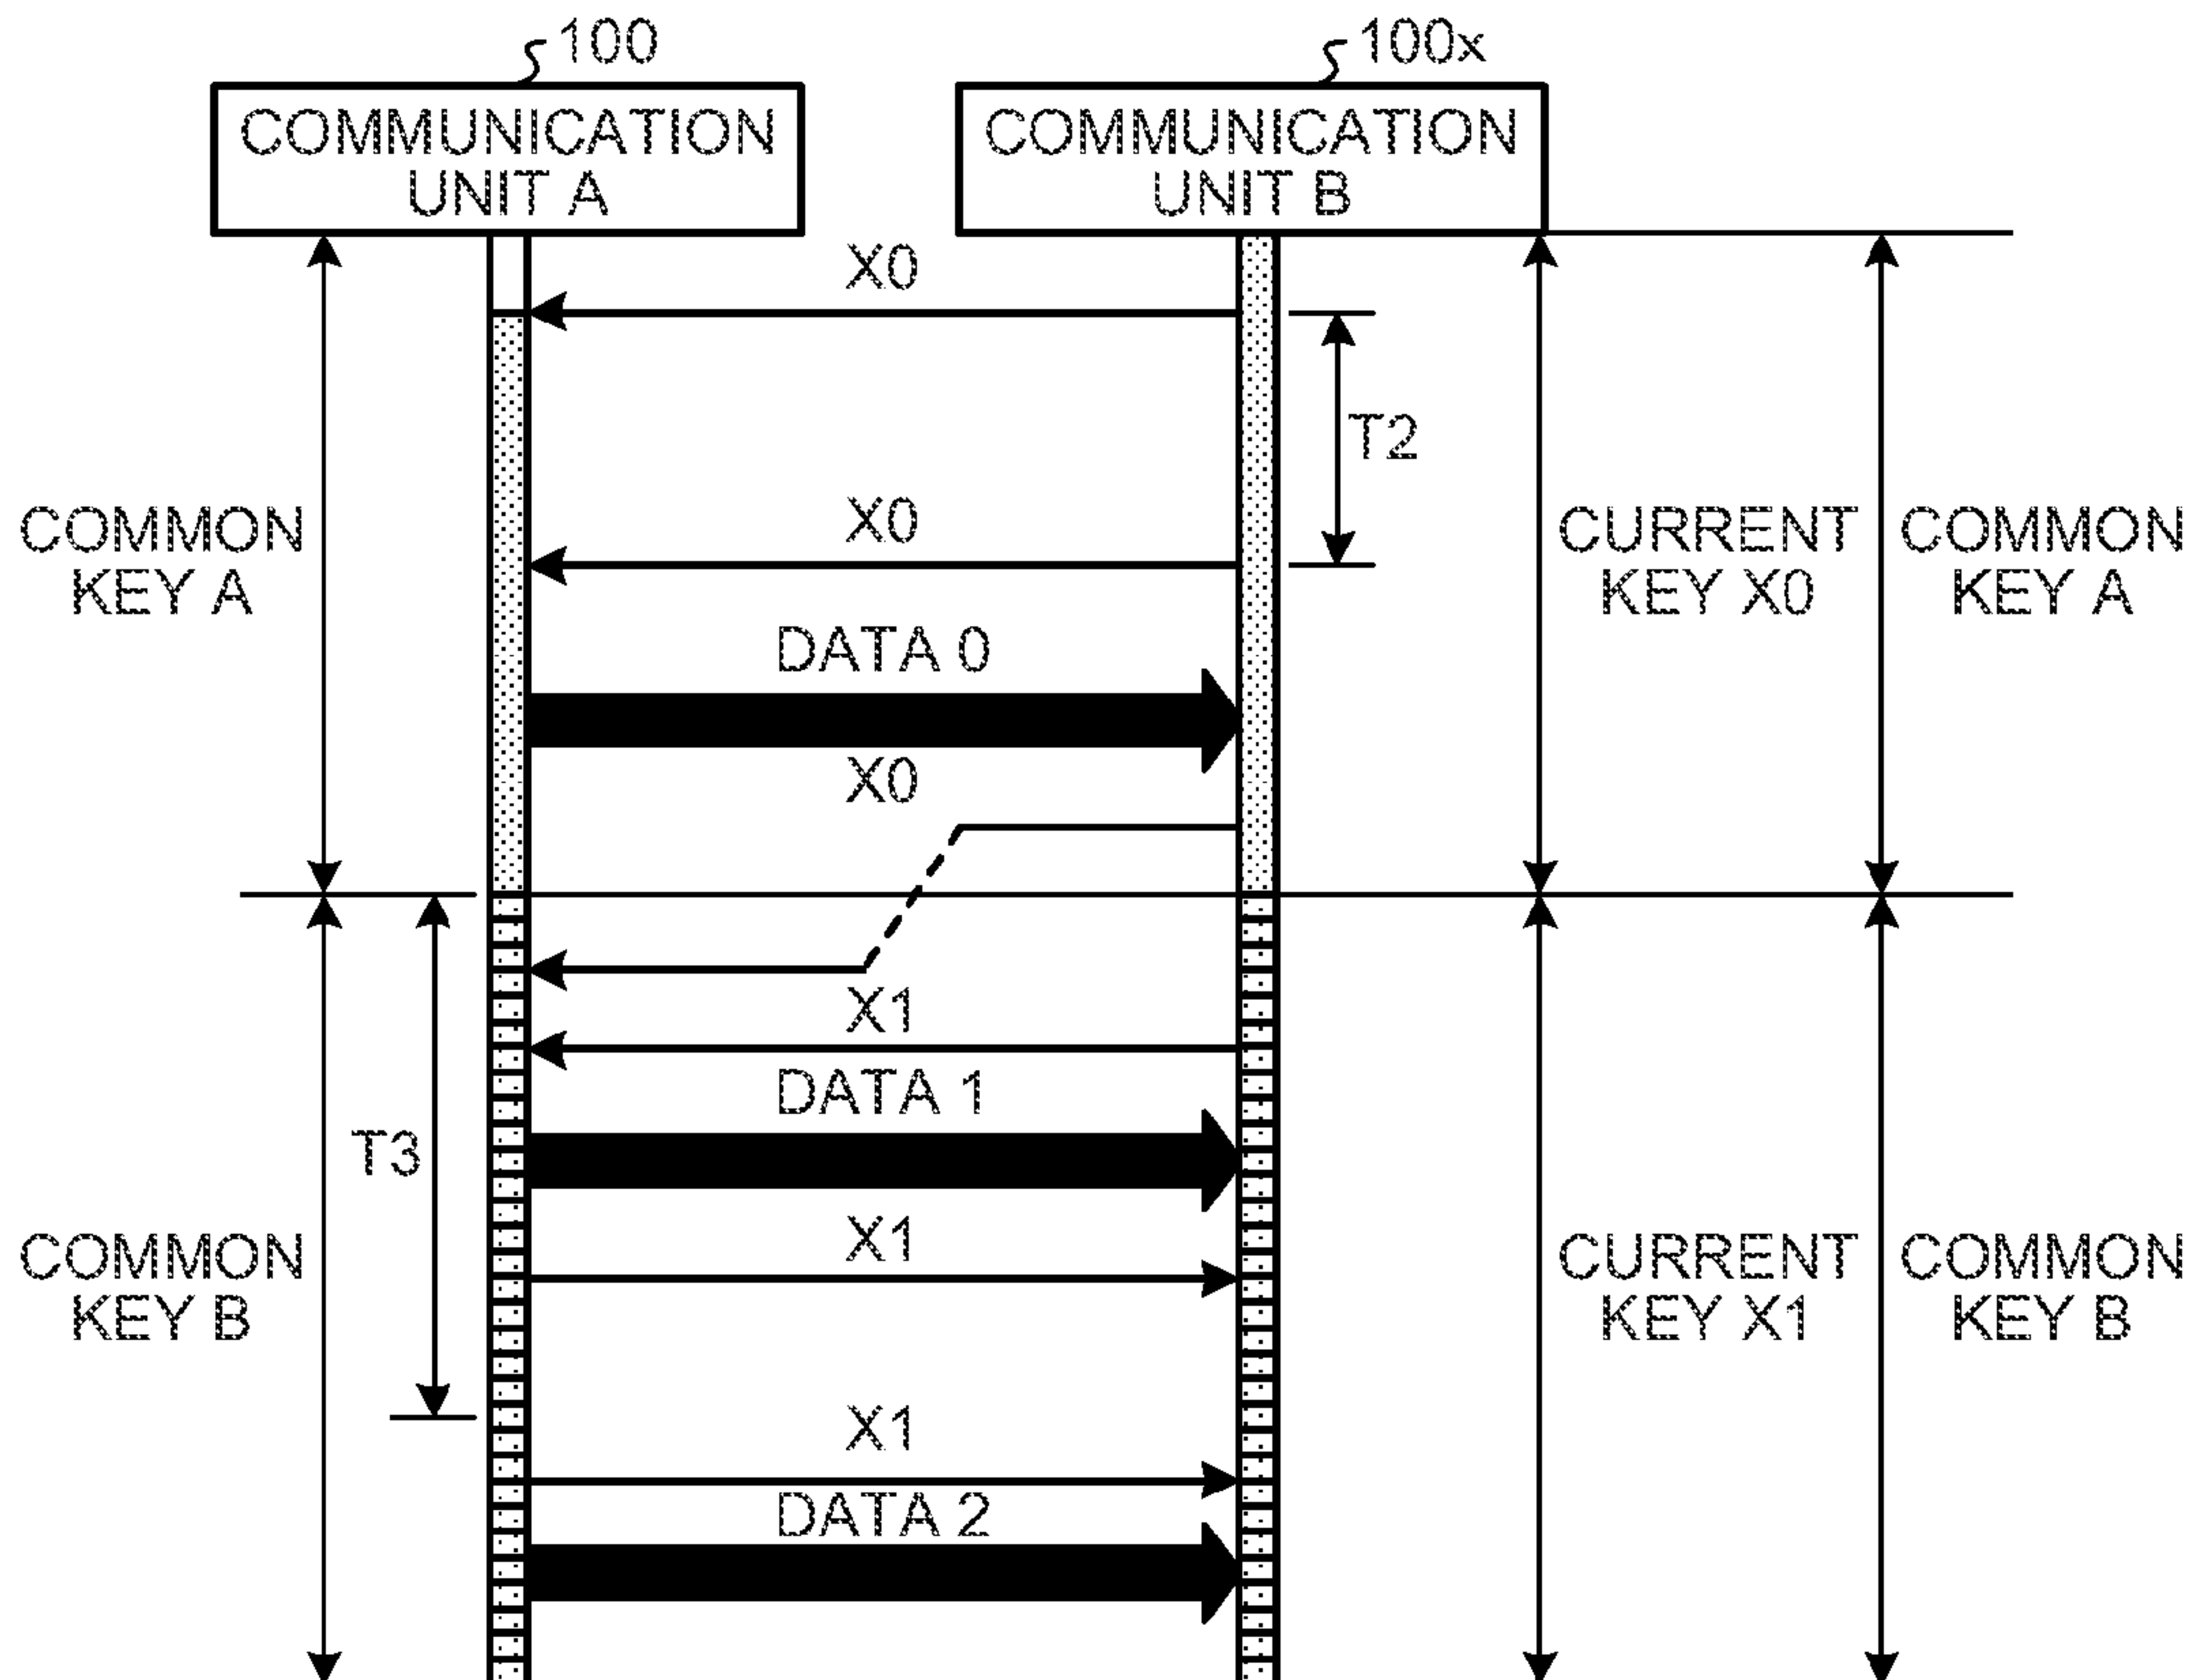 100
100x
COMMUNICATION
UNIT A
COMMUNICATION
UNIT B
X0
T2
X0
COMMON
KEY A
CURRENT
KEY X0
COMMON
KEY A
DATA 0
X0
X1
DATA 1
T3
X1
COMMON
KEY B
CURRENT
KEY X1
COMMON
KEY B
X1
DATA 2